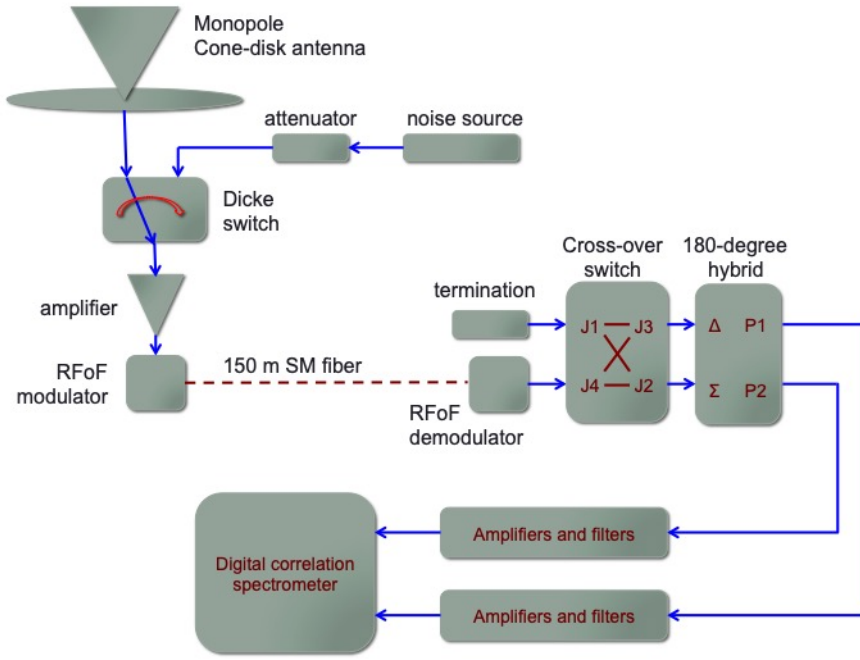 Monopole
Cone-disk antenna
attenuator
noise source
Dicke
switch
Cross-over
switch
180-degree
hybrid
amplifier
termination
J1
J3
Δ
P1
RFoF
modulator
150 m SM fiber
J4
J2
Σ
P2
RFoF
demodulator
Amplifiers and filters
Digital correlation
spectrometer
Amplifiers and filters